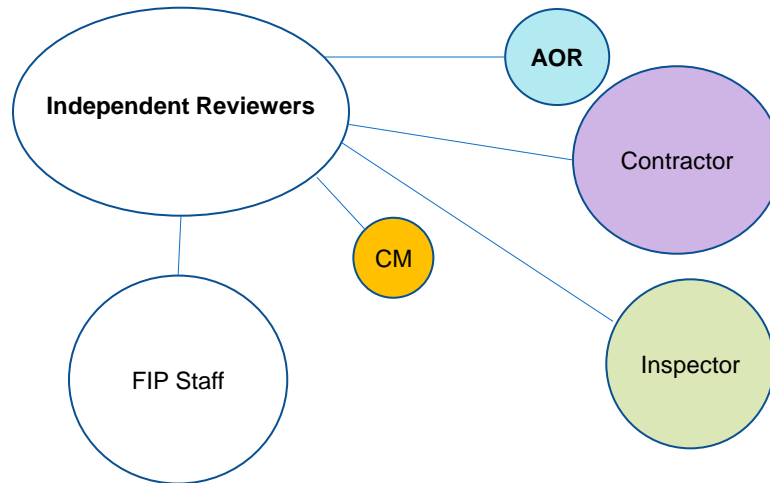 AOR
Independent Reviewers
Contractor
CM
Inspector
FIP Staff